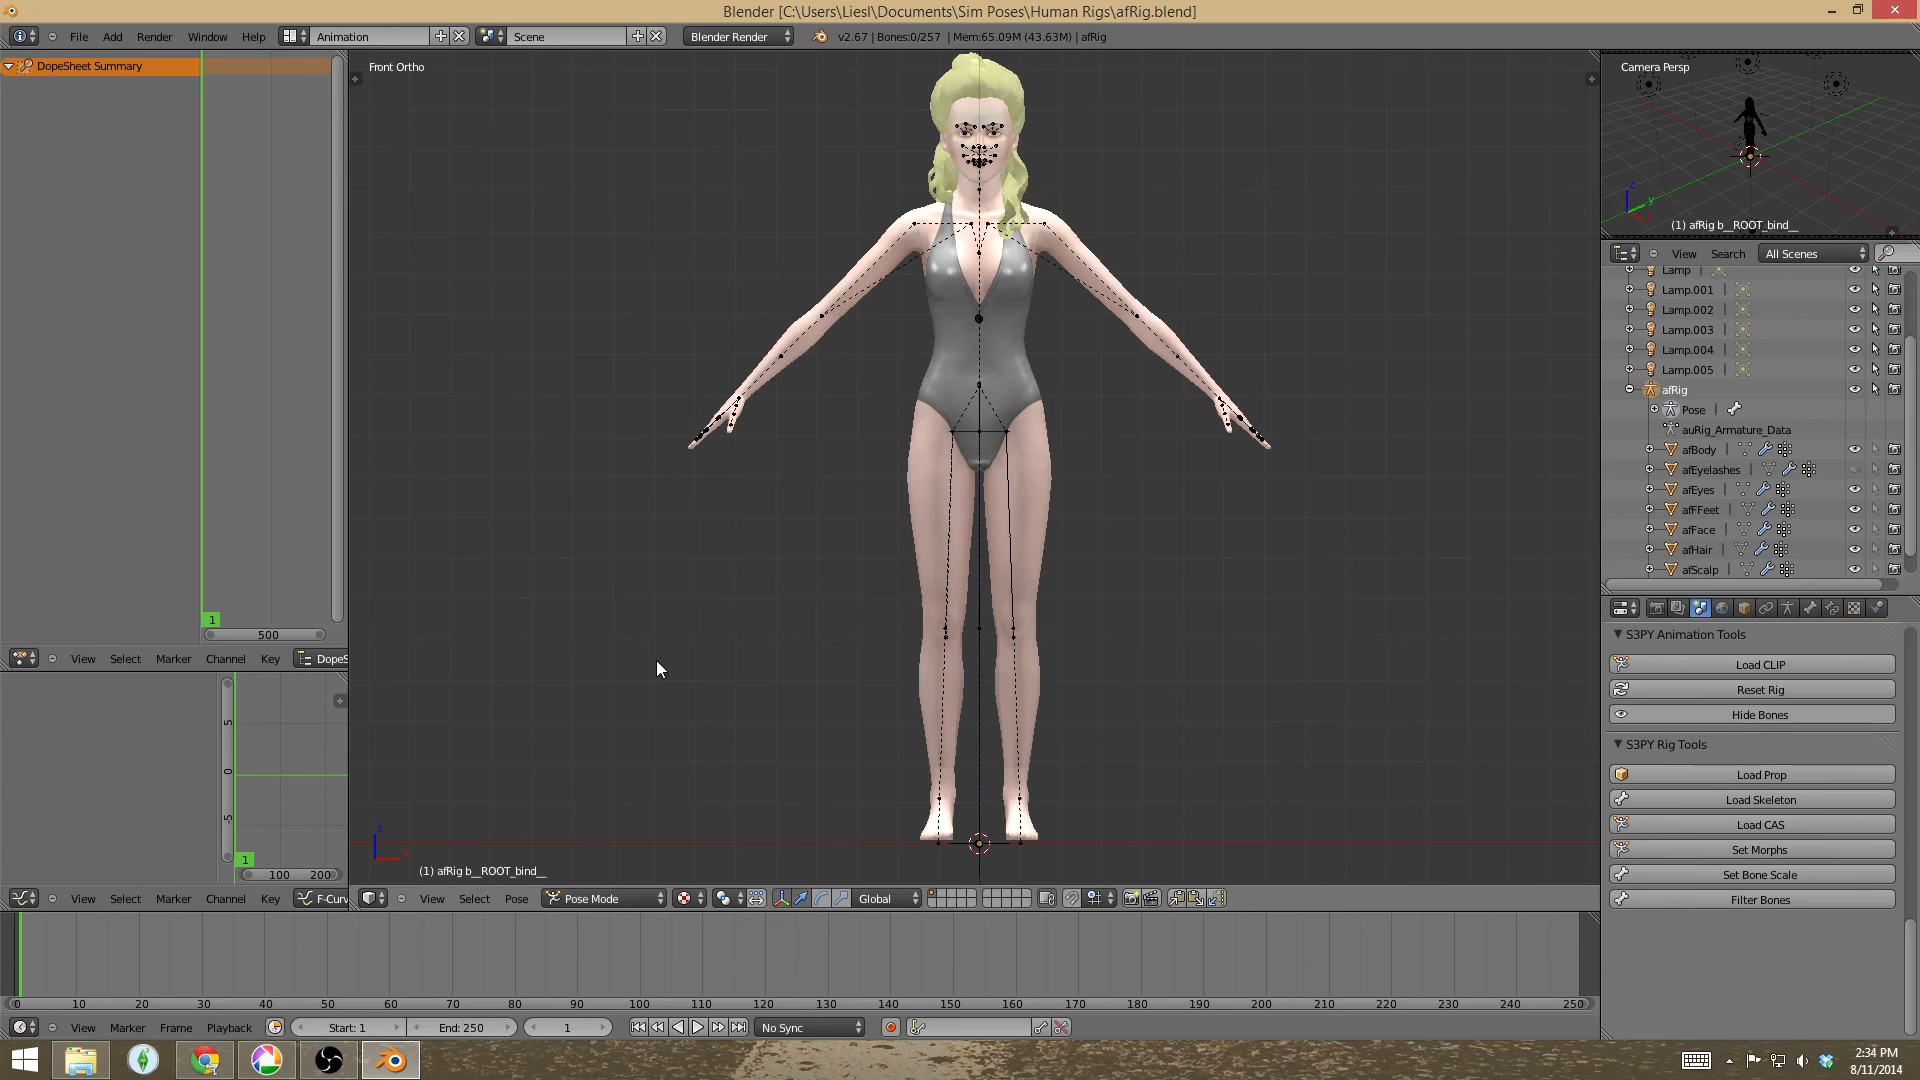 Blender [C:\Users\Liesl\Documents\Sim Poses\Human Rigs\afRig.blend]
File Add Render Window Help Animation Scene Blender Render v2.67 | Bones:0/257 | Mem:65.09M (43.63M) | afRig
DopeSheet Summary
1
500
View Select Marker Channel Key DopeS
5
0
-5
1
100 200
View Select Marker Channel Key F-Curv
Front Ortho
z
(1) afRig b__ROOT_bind__
View Select Pose Pose Mode Global
Camera Persp
z
y
(1) afRig b__ROOT_bind__
View Search All Scenes
Lamp
Lamp.001
Lamp.002
Lamp.003
Lamp.004
Lamp.005
afRig
Pose
auRig_Armature_Data
afBody
afEyelashes
afEyes
afFFeet
afFace
afHair
afScalp
S3PY Animation Tools
Load CLIP
Reset Rig
Hide Bones
S3PY Rig Tools
Load Prop
Load Skeleton
Load CAS
Set Morphs
Set Bone Scale
Filter Bones
0 10 20 30 40 50 60 70 80 90 100 110 120 130 140 150 160 170 180 190 200 210 220 230 240 250
View Marker Frame Playback Start: 1 End: 250 1 No Sync
2:34 PM
8/11/2014